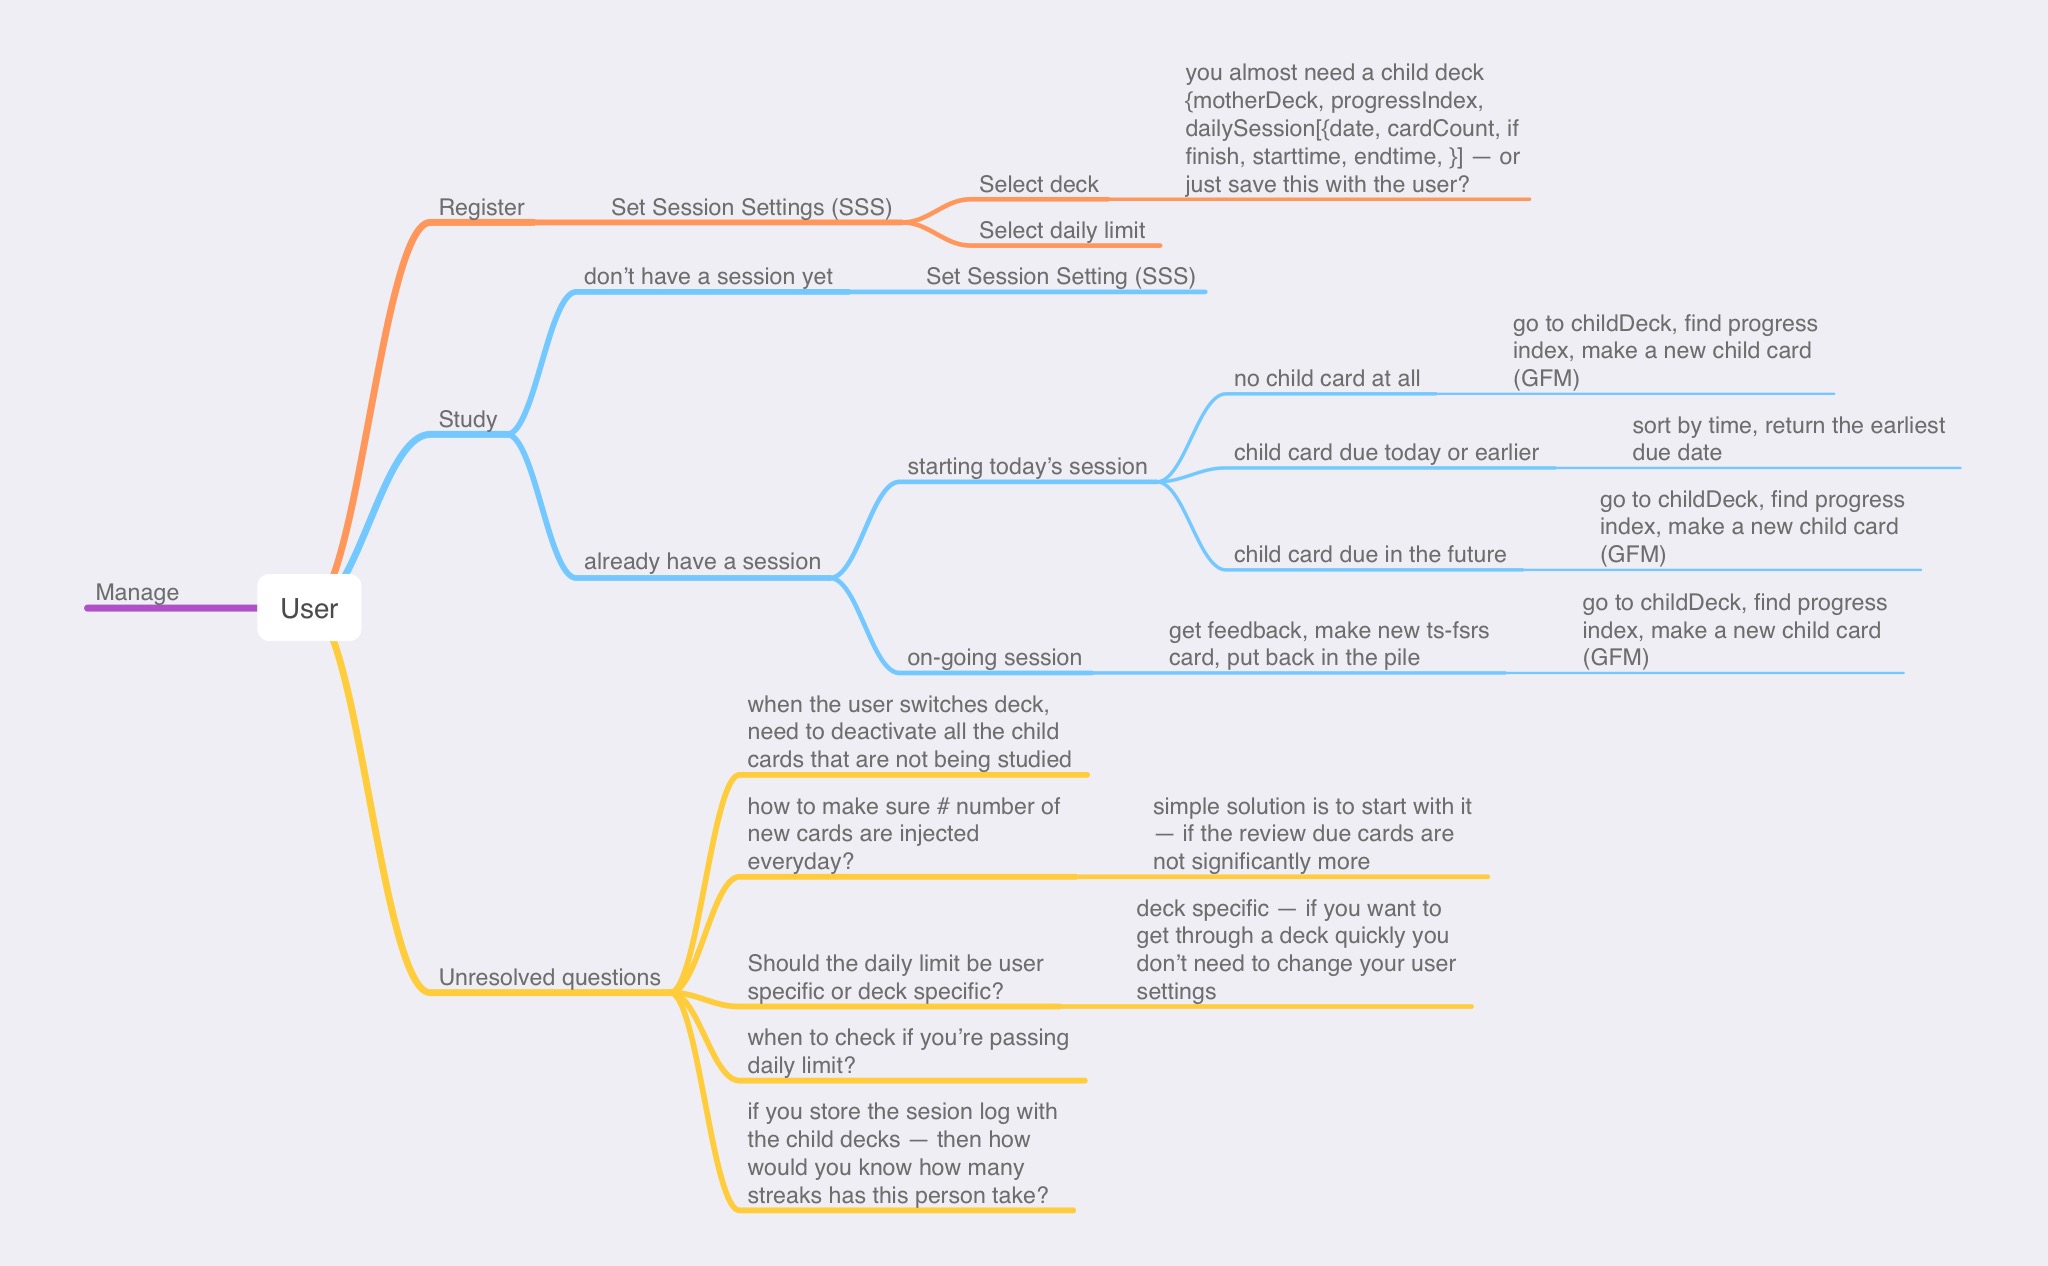 you almost need a child deck
{motherDeck, progressIndex,
dailySession[{date, cardCount, if
finish, starttime, endtime, }] — or
just save this with the user?
Select deck
Register
Set Session Settings (SSS)
Select daily limit
don’t have a session yet
Set Session Setting (SSS)
go to childDeck, find progress
index, make a new child card
(GFM)
no child card at all
Study
sort by time, return the earliest
due date
child card due today or earlier
starting today’s session
go to childDeck, find progress
index, make a new child card
(GFM)
child card due in the future
already have a session
Manage
User
go to childDeck, find progress
index, make a new child card
(GFM)
get feedback, make new ts-fsrs
card, put back in the pile
on-going session
when the user switches deck,
need to deactivate all the child
cards that are not being studied
how to make sure # number of
new cards are injected
everyday?
simple solution is to start with it
— if the review due cards are
not significantly more
deck specific — if you want to
get through a deck quickly you
don’t need to change your user
settings
Should the daily limit be user
specific or deck specific?
Unresolved questions
when to check if you’re passing
daily limit?
if you store the sesion log with
the child decks — then how
would you know how many
streaks has this person take?